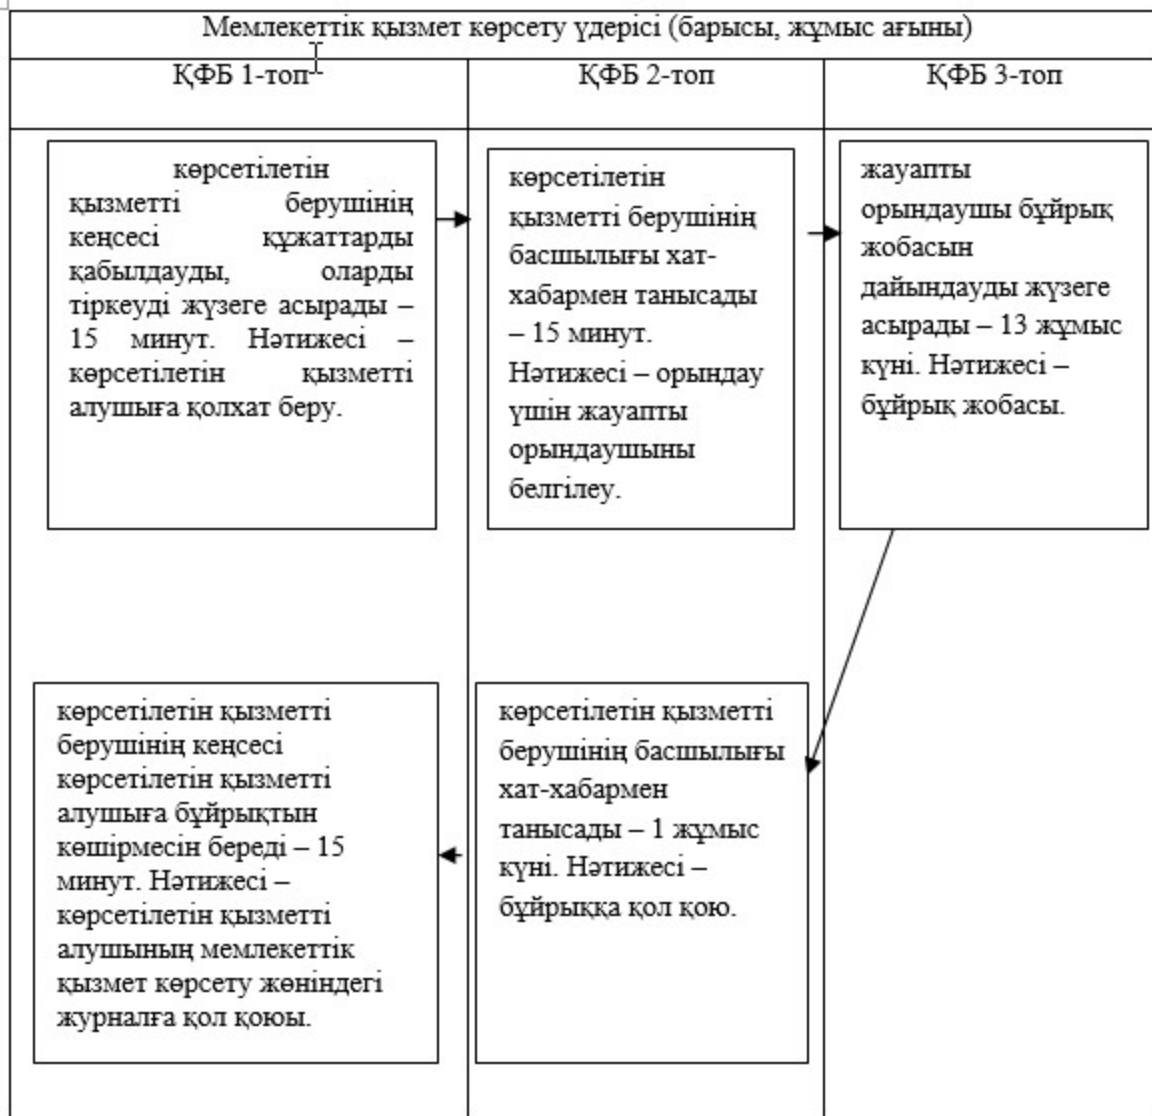 Мемлекеттік қызмет көрсету үдерісі (барысы, жұмыс ағыны)
ҚФБ 1-топ
ҚФБ 2-топ
ҚФБ 3-топ
көрсетілетін
қызметті берушінің
кеңсесі құжаттарды
қабылдауды, оларды
тіркеуді жүзеге асырады –
15 минут. Нәтижесі –
көрсетілетін қызметті
алушыға қолхат беру.
көрсетілетін
қызметті берушінің
басшылығы хат-
хабармен танысады
– 15 минут.
Нәтижесі – орындау
үшін жауапты
орындаушыны
белгілеу.
жауапты
орындаушы бұйрық
жобасын
дайындауды жүзеге
асырады – 13 жұмыс
күні. Нәтижесі –
бұйрық жобасы.
көрсетілетін қызметті
берушінің кеңсесі
көрсетілетін қызметті
алушыға бұйрықтын
көшірмесін береді – 15
минут. Нәтижесі –
көрсетілетін қызметті
алушының мемлекеттік
қызмет көрсету жөніндегі
журналға қол қоюы.
көрсетілетін қызметті
берушінің басшылығы
хат-хабармен
танысады – 1 жұмыс
күні. Нәтижесі –
бұйрыққа қол қою.